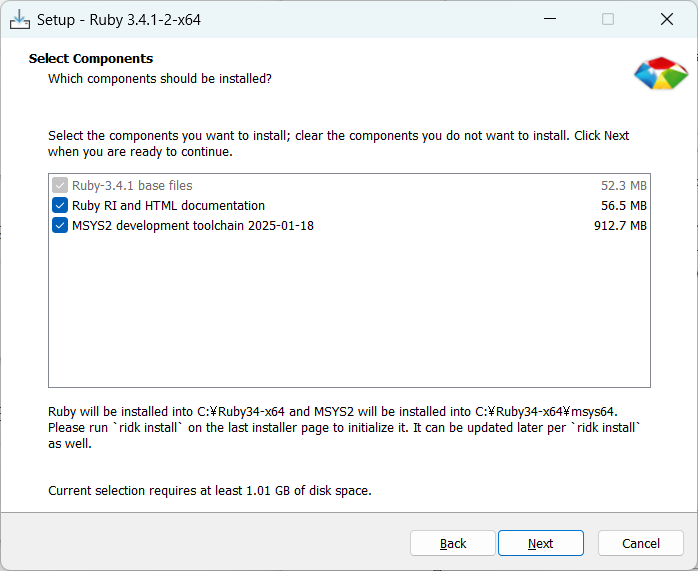 Setup - Ruby 3.4.1-2-x64
Select Components
Which components should be installed?
Select the components you want to install; clear the components you do not want to install. Click Next
when you are ready to continue.
Ruby-3.4.1 base files 52.3 MB
Ruby RI and HTML documentation 56.5 MB
MSYS2 development toolchain 2025-01-18 912.7 MB
Ruby will be installed into C:¥Ruby34-x64 and MSYS2 will be installed into C:¥Ruby34-x64¥msys64.
Please run `ridk install` on the last installer page to initialize it. It can be updated later per `ridk install`
as well.
Current selection requires at least 1.01 GB of disk space.
Back Next Cancel